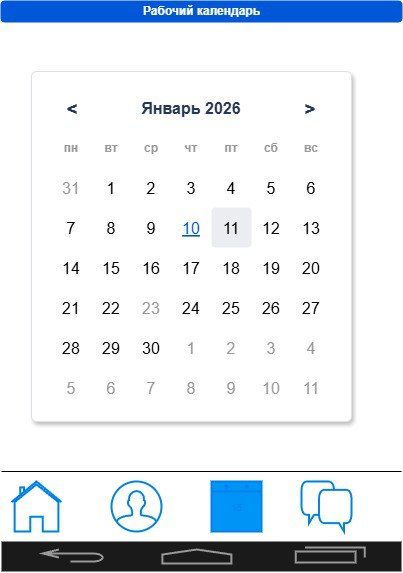 Рабочий календарь
< Январь 2026 >
пн вт ср чт пт сб вс
31 1 2 3 4 5 6
7 8 9 10 11 12 13
14 15 16 17 18 19 20
21 22 23 24 25 26 27
28 29 30 1 2 3 4
5 6 7 8 9 10 11